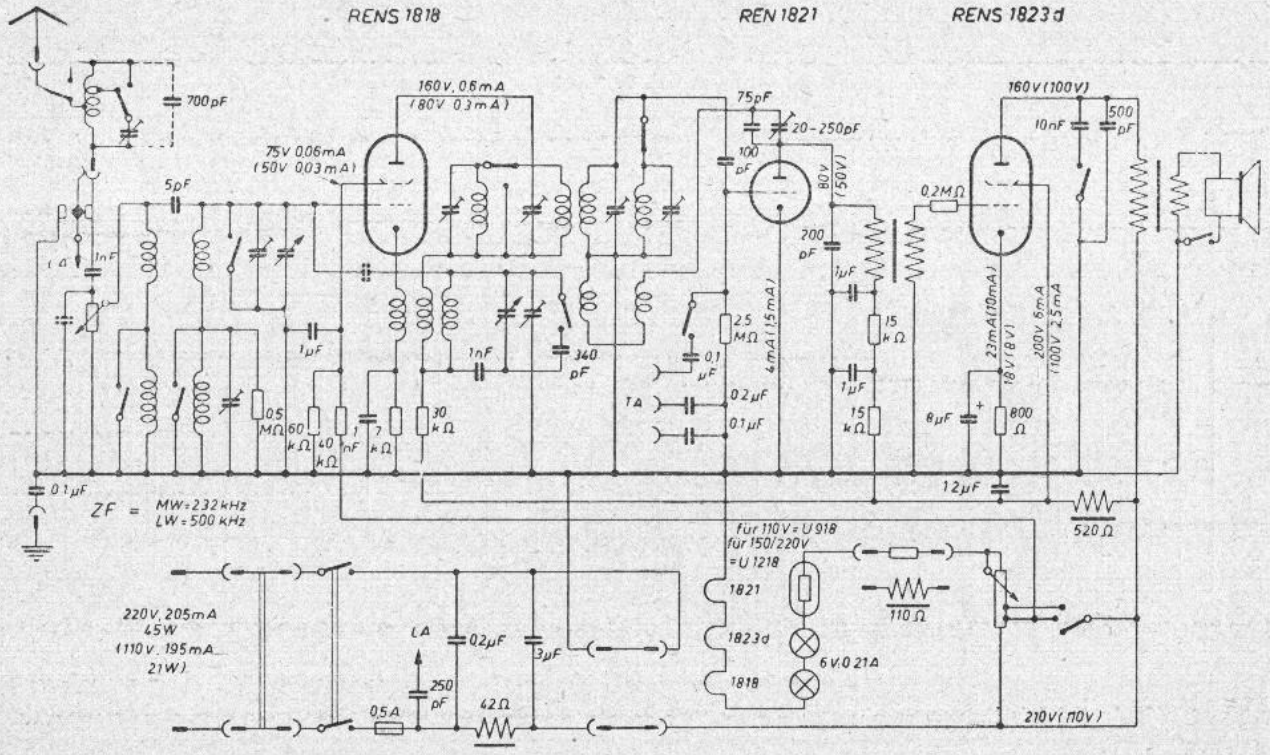 RENS 1818
REN 1821
RENS 1823d
700 pF
160V, 0,6mA
(80V 0,3mA)
75V 0,06mA
(50V 0,03mA)
5pF
75pF
20-250pF
100
pF
80V
(50V)
160V (100V)
10nF
500
pF
0,2MΩ
LA
1nF
200
pF
1µF
1µF
1nF
340
pF
2,5
MΩ
0,1
µF
4mA (1,5mA)
15
kΩ
23mA (10mA)
18V (8V)
200V 6mA
(100V 2,5mA)
TA
0,2µF
0,1µF
1µF
15
kΩ
8µF
+
800
Ω
0,5
MΩ
60
kΩ
40
kΩ
1
nF
7
kΩ
30
kΩ
0,1µF
ZF =
MW=232 kHz
LW=500 kHz
12µF
520Ω
für 110V = U 918
für 150/220V
= U 1218
1821
1823d
1818
110Ω
6V, 0,21A
220V, 205mA
45W
(110V, 195mA
21W)
LA
0,2µF
3µF
250
pF
0,5A
42Ω
210V (110V)